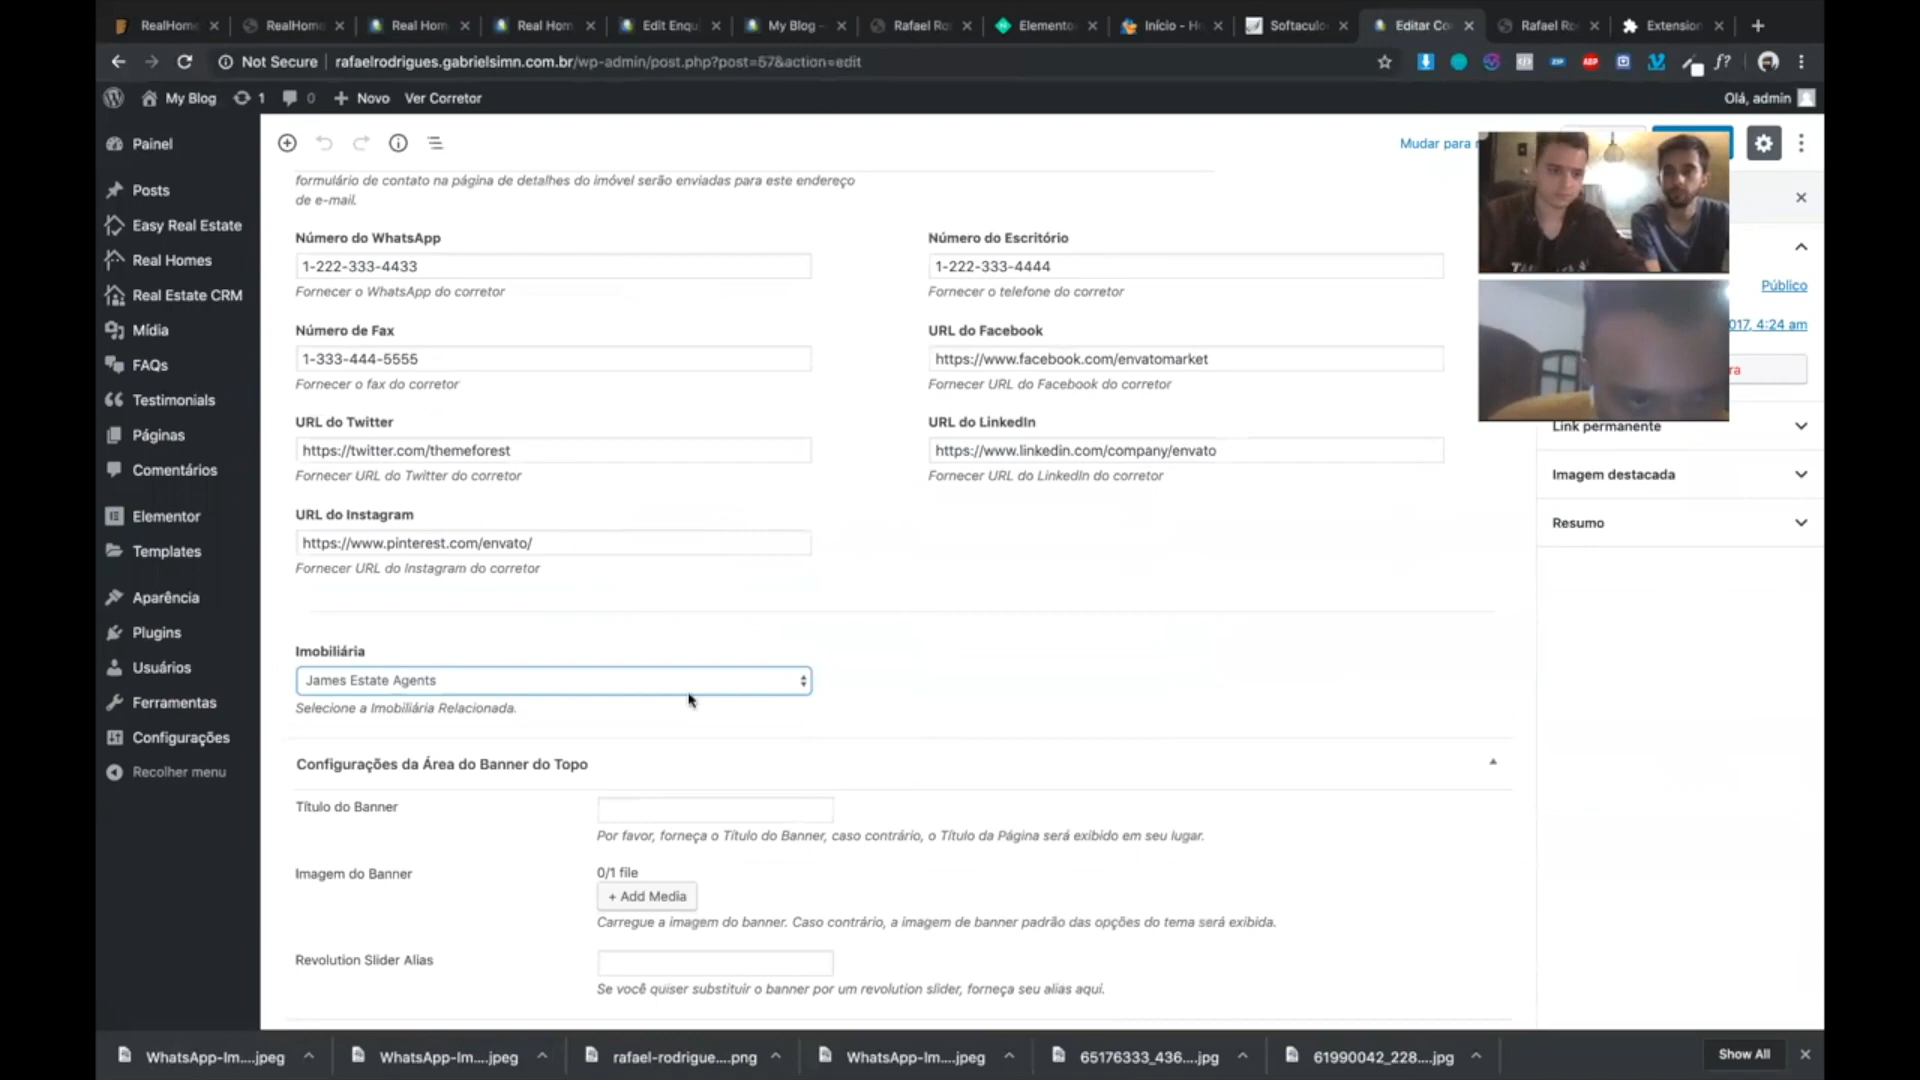 RealHome
RealHome
Real Hom
Real Hom
Edit Enqu
My Blog –
Rafael Ro
Elemento
Início - H
Softaculo
Editar Co
Rafael Ro
Extension
Not Secure
rafaelrodrigues.gabrielsimn.com.br/wp-admin/post.php?post=57&action=edit
My Blog
1
0
Novo
Ver Corretor
Olá, admin
Painel
Posts
Easy Real Estate
Real Homes
Real Estate CRM
Mídia
FAQs
Testimonials
Páginas
Comentários
Elementor
Templates
Aparência
Plugins
Usuários
Ferramentas
Configurações
Recolher menu
Mudar para
formulário de contato na página de detalhes do imóvel serão enviadas para este endereço
de e-mail.
Número do WhatsApp
1-222-333-4433
Fornecer o WhatsApp do corretor
Número do Escritório
1-222-333-4444
Fornecer o telefone do corretor
Número de Fax
1-333-444-5555
Fornecer o fax do corretor
URL do Facebook
https://www.facebook.com/envatomarket
Fornecer URL do Facebook do corretor
URL do Twitter
https://twitter.com/themeforest
Fornecer URL do Twitter do corretor
URL do LinkedIn
https://www.linkedin.com/company/envato
Fornecer URL do LinkedIn do corretor
URL do Instagram
https://www.pinterest.com/envato/
Fornecer URL do Instagram do corretor
Imobiliária
James Estate Agents
Selecione a Imobiliária Relacionada.
Configurações da Área do Banner do Topo
Título do Banner
Por favor, forneça o Título do Banner, caso contrário, o Título da Página será exibido em seu lugar.
Imagem do Banner
0/1 file
+ Add Media
Carregue a imagem do banner. Caso contrário, a imagem de banner padrão das opções do tema será exibida.
Revolution Slider Alias
Se você quiser substituir o banner por um revolution slider, forneça seu alias aqui.
Público
017, 4:24 am
ra
Link permanente
Imagem destacada
Resumo
WhatsApp-Im....jpeg
WhatsApp-Im....jpeg
rafael-rodrigue....png
WhatsApp-Im....jpeg
65176333_436....jpg
61990042_228....jpg
Show All